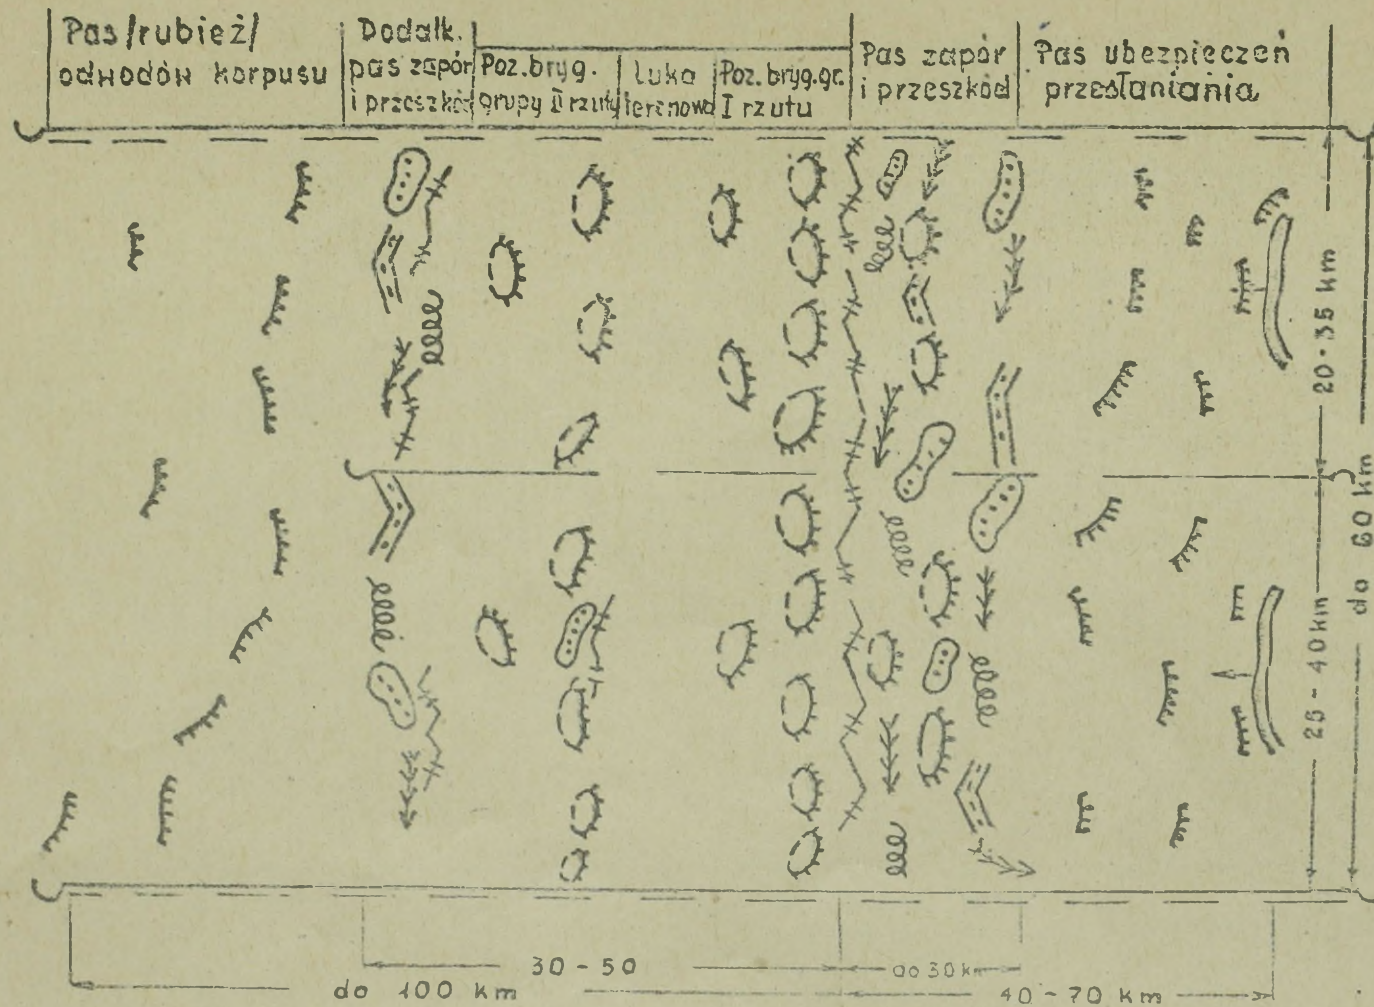 Pas /rubież/
odwodów korpusu
Dodatk.
pas zapór
i przeszkód
Poz. bryg.
grupy II rzutu
luka
terenowa
Poz. bryg. gr.
I rzutu
Pas zapór
i przeszkód
Pas ubezpieczeń
przesłaniania
20-35 km
25-40 km
do 60 km
30-50
do 30 km
do 100 km
40-70 km